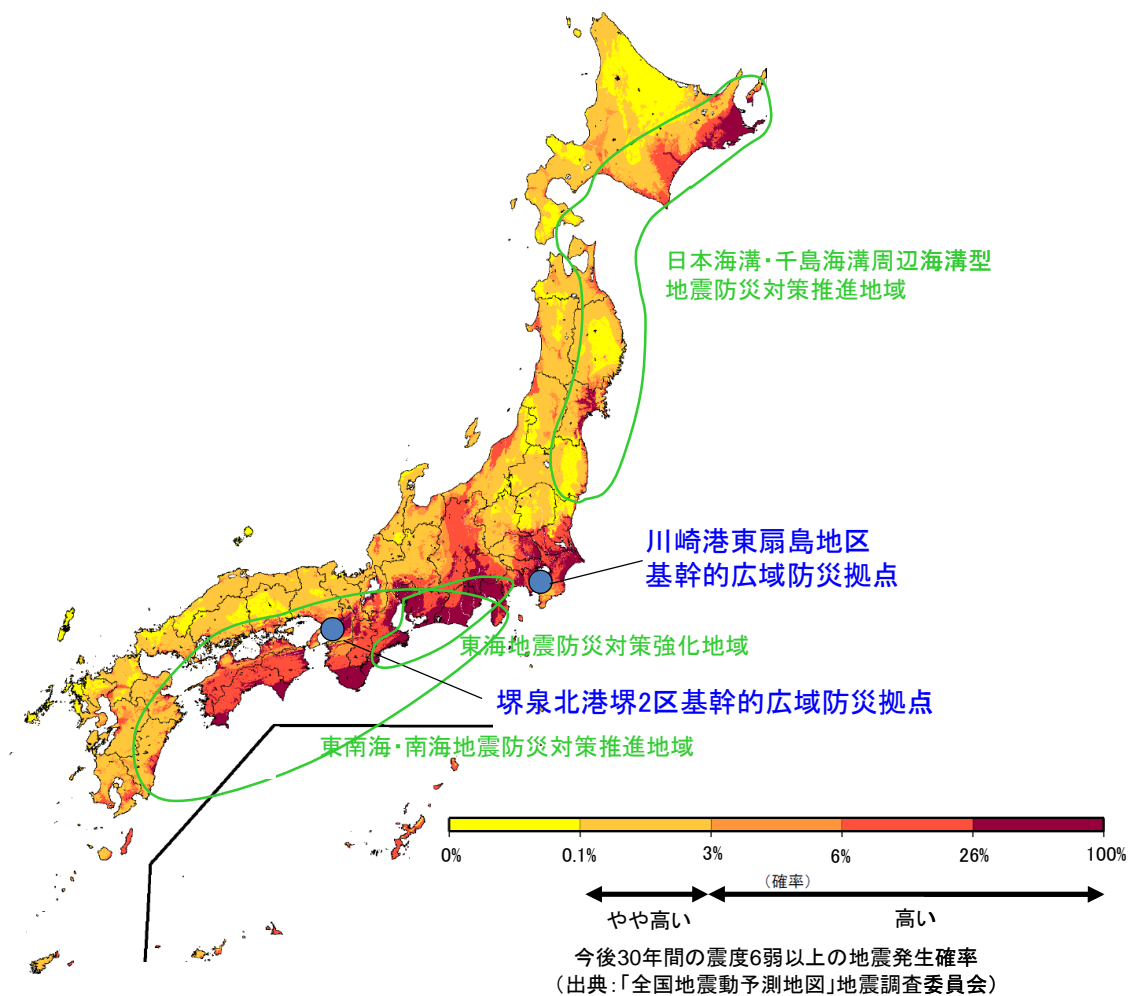 日本海溝・千島海溝周辺海溝型
地震防災対策推進地域
川崎港東扇島地区
基幹的広域防災拠点
東海地震防災対策強化地域
堺泉北港堺2区基幹的広域防災拠点
東南海・南海地震防災対策推進地域
0% 0.1% 3% 6% 26% 100%
（確率）
やや高い 高い
今後30年間の震度6弱以上の地震発生確率
（出典：「全国地震動予測地図」地震調査委員会）